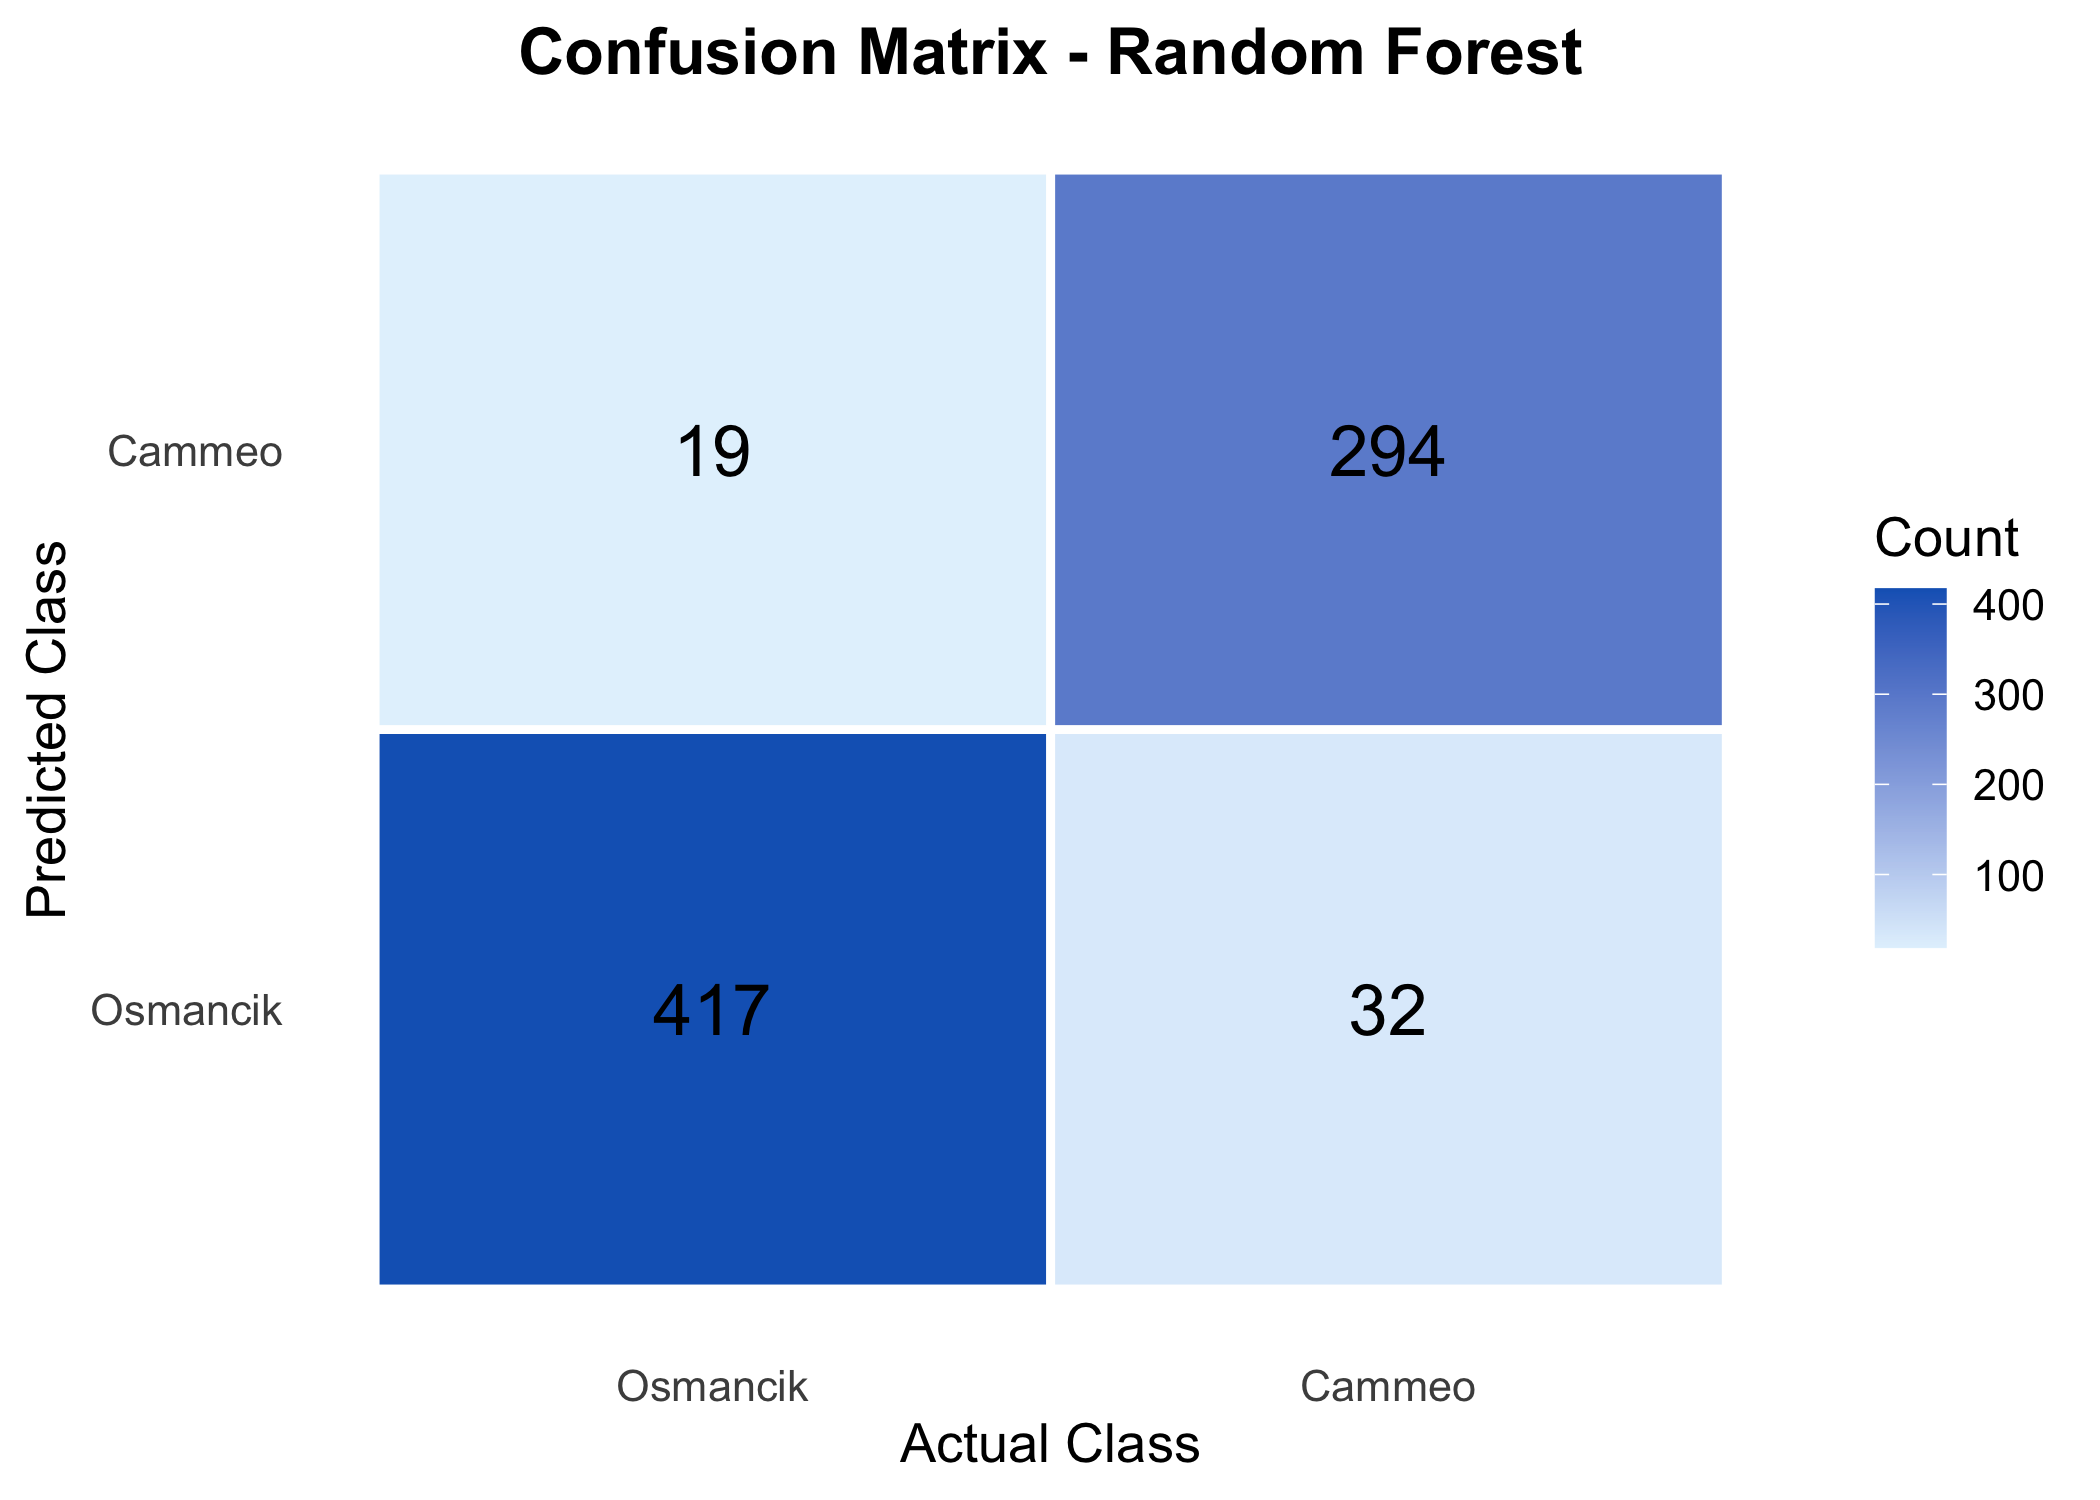 Confusion Matrix - Random Forest
Predicted Class
Cammeo
19
294
Osmancik
417
32
Osmancik
Cammeo
Actual Class
Count
400
300
200
100